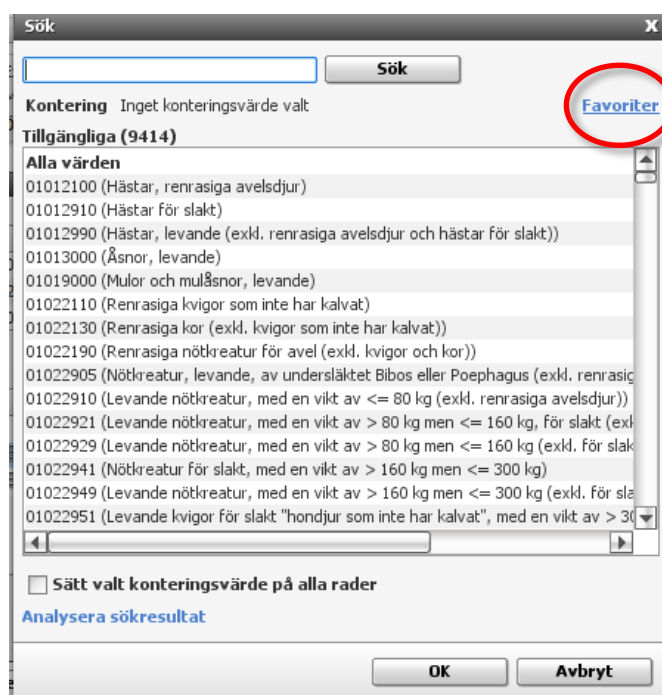 Sök X
Sök
Kontering Inget konteringsvärde valt Favoriter
Tillgängliga (9414)
Alla värden
01012100 (Hästar, renrasiga avelsdjur)
01012910 (Hästar för slakt)
01012990 (Hästar, levande (exkl. renrasiga avelsdjur och hästar för slakt))
01013000 (Åsnor, levande)
01019000 (Mulor och mulåsnor, levande)
01022110 (Renrasiga kvigor som inte har kalvat)
01022130 (Renrasiga kor (exkl. kvigor som inte har kalvat))
01022190 (Renrasiga nötkreatur för avel (exkl. kvigor och kor))
01022905 (Nötkreatur, levande, av undersläktet Bibos eller Poephagus (exkl. renrasig
01022910 (Levande nötkreatur, med en vikt av <= 80 kg (exkl. renrasiga avelsdjur))
01022921 (Levande nötkreatur, med en vikt av > 80 kg men <= 160 kg, för slakt (exk
01022929 (Levande nötkreatur, med en vikt av > 80 kg men <= 160 kg (exkl. för slak
01022941 (Nötkreatur för slakt, med en vikt av > 160 kg men <= 300 kg)
01022949 (Levande nötkreatur, med en vikt av > 160 kg men <= 300 kg (exkl. för sla
01022951 (Levande kvigor för slakt "hondjur som inte har kalvat", med en vikt av > 30
Sätt valt konteringsvärde på alla rader
Analysera sökresultat
OK Avbryt